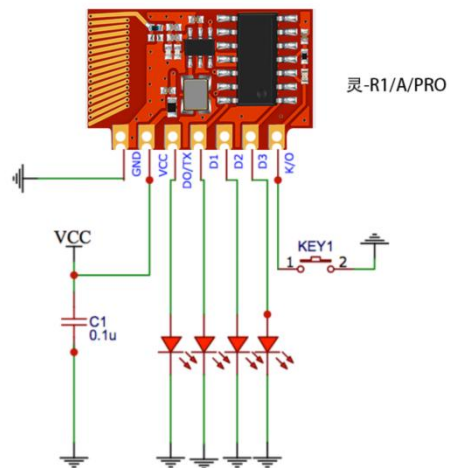 灵-R1/A/PRO
GND
VCC
DO/TX
D1
D2
D3
K/O
VCC
KEY1
1
2
C1
0.1u